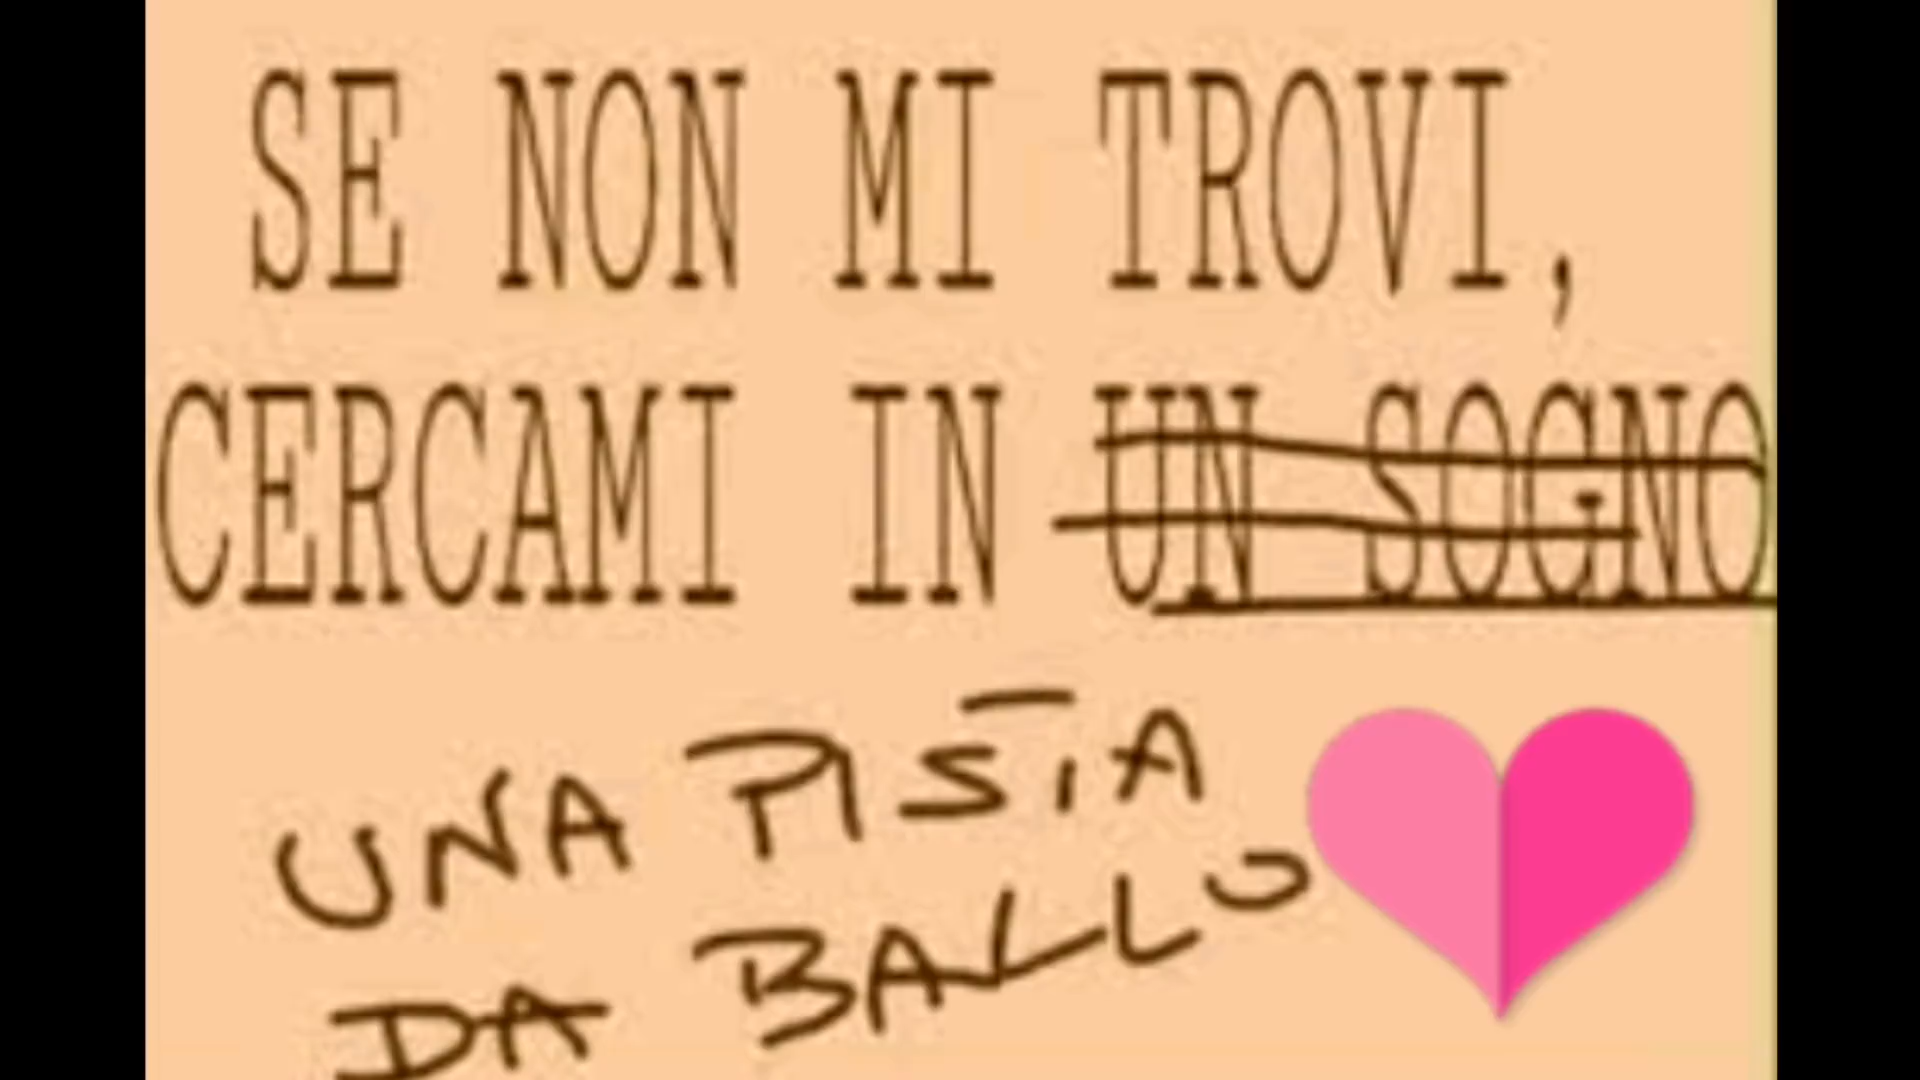 SE NON MI TROVI,
CERCAMI IN UN SOGNO
UNA PISTA
DA BALLO